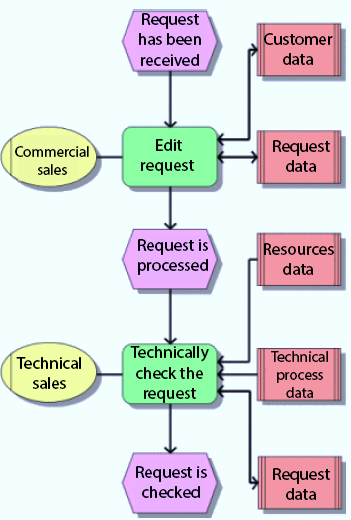 Request
has been
received
Customer
data
Commercial
sales
Edit
request
Request
data
Request is
processed
Resources
data
Technical
sales
Technically
check the
request
Technical
process
data
Request is
checked
Request
data